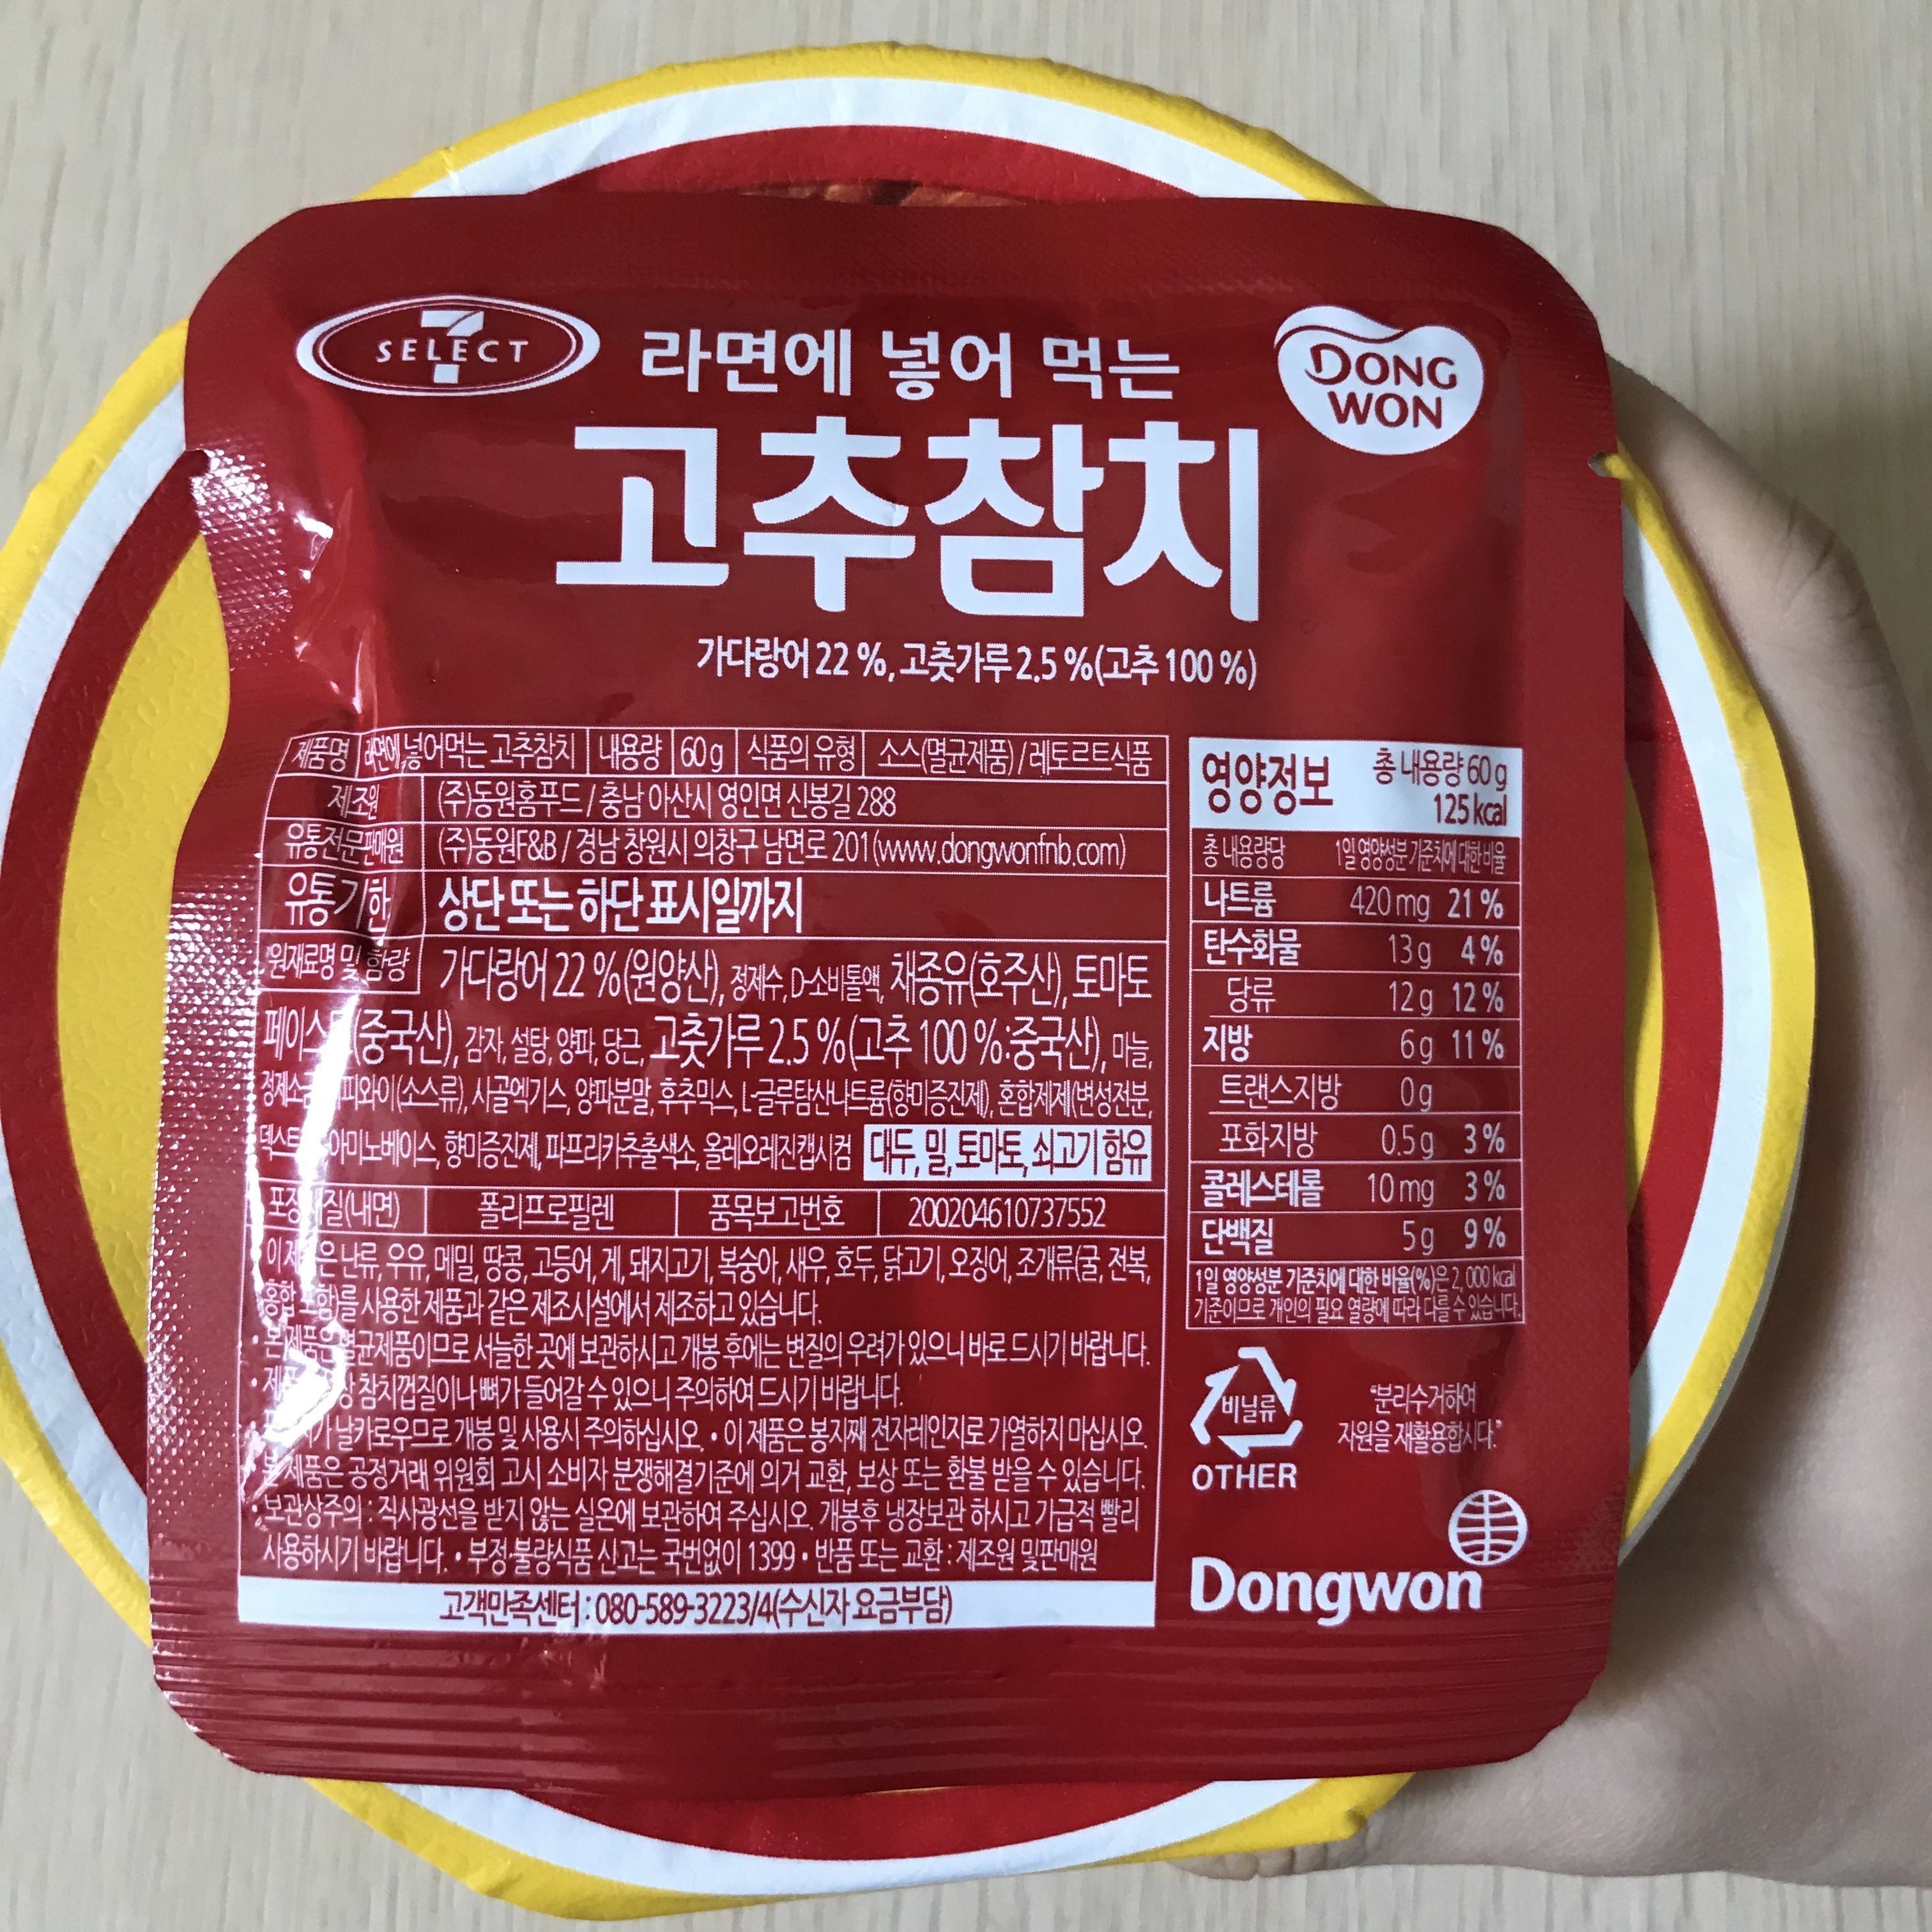 7 SELECT
라면에 넣어 먹는
DONG WON
고추참치
가다랑어 22 %, 고춧가루 2.5 %(고추 100 %)
제품명 라면에 넣어먹는 고추참치 내용량 60 g 식품의 유형 소스(멸균제품) / 레토르트식품
제조원 (주)동원홈푸드 / 충남 아산시 영인면 신봉길 288
유통전문판매원 (주)동원F&B / 경남 창원시 의창구 남면로 201 (www.dongwonfnb.com)
유통기한 상단 또는 하단 표시일까지
원재료명 및 함량 가다랑어 22 %(원양산), 정제수, D-소비톨액, 채종유(호주산), 토마토
(중국산), 감자, 설탕, 양파, 당근, 고춧가루 2.5 %(고추 100 %:중국산), 마늘,
(소스류), 사골엑기스, 양파분말, 후추믹스, L-글루탐산나트륨(향미증진제), 혼합제제(변성전분,
아미노베이스, 향미증진제, 파프리카추출색소, 올레오레진캡시컴 대두, 밀, 토마토, 쇠고기 함유
(내면) 폴리프로필렌 품목보고번호 200204610737552
난류, 우유, 메밀, 땅콩, 고등어, 게, 돼지고기, 복숭아, 새우, 호두, 닭고기, 오징어, 조개류(굴, 전복,
사용한 제품과 같은 제조시설에서 제조하고 있습니다.
서늘한 곳에 보관하시고 개봉 후에는 변질의 우려가 있으니 바로 드시기 바랍니다.
참치껍질이나 뼈가 들어갈 수 있으니 주의하여 드시기 바랍니다.
날카로우므로 개봉 및 사용시 주의하십시오. • 이 제품은 봉지째 전자레인지로 가열하지 마십시오.
제품은 공정거래 위원회 고시 소비자 분쟁해결기준에 의거 교환, 보상 또는 환불 받을 수 있습니다.
• 보관상주의 : 직사광선을 받지 않는 실온에 보관하여 주십시오. 개봉후 냉장보관 하시고 가급적 빨리
사용하시기 바랍니다. • 부정·불량식품 신고는 국번없이 1399 • 반품 또는 교환 : 제조원 및판매원
고객만족센터 : 080-589-3223/4(수신자 요금부담)
영양정보 총 내용량 60 g
125 kcal
총 내용량당 1일 영양성분 기준치에 대한 비율
나트륨 420 mg 21 %
탄수화물 13 g 4 %
당류 12 g 12 %
지방 6 g 11 %
트랜스지방 0 g
포화지방 0.5 g 3 %
콜레스테롤 10 mg 3 %
단백질 5 g 9 %
1일 영양성분 기준치에 대한 비율(%)은 2,000 kcal
기준이므로 개인의 필요 열량에 따라 다를 수 있습니다.
비닐류
OTHER
"분리수거하여
자원을 재활용합시다."
Dongwon